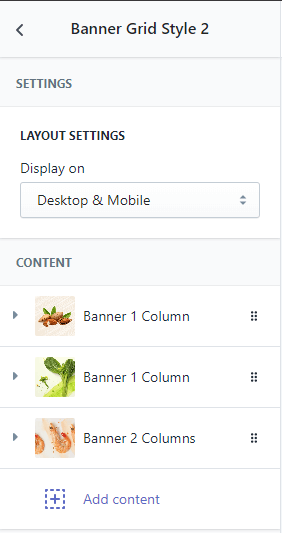 Banner Grid Style 2
SETTINGS
LAYOUT SETTINGS
Display on
Desktop & Mobile
CONTENT
Banner 1 Column
Banner 1 Column
Banner 2 Columns
Add content